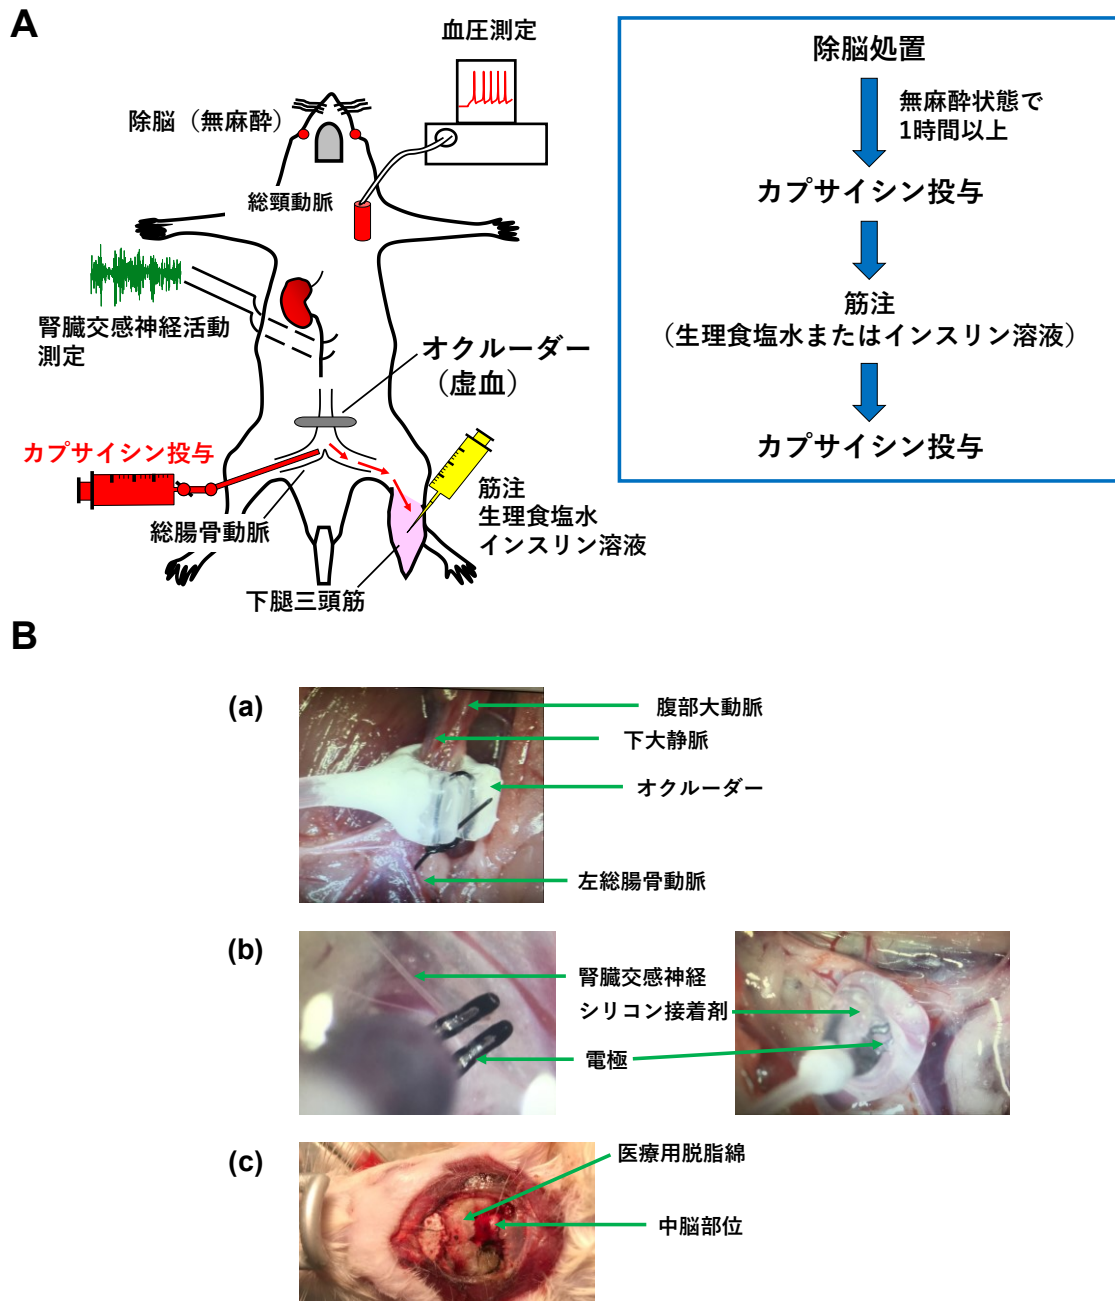 A
血圧測定
除脳（無麻酔）
総頸動脈
腎臓交感神経活動
測定
オクルーダー
（虚血）
カプサイシン投与
総腸骨動脈
筋注
生理食塩水
インスリン溶液
下腿三頭筋
除脳処置
無麻酔状態で
1時間以上
カプサイシン投与
筋注
（生理食塩水またはインスリン溶液）
カプサイシン投与
B
(a)
腹部大動脈
下大静脈
オクルーダー
左総腸骨動脈
(b)
腎臓交感神経
シリコン接着剤
電極
(c)
医療用脱脂綿
中脳部位